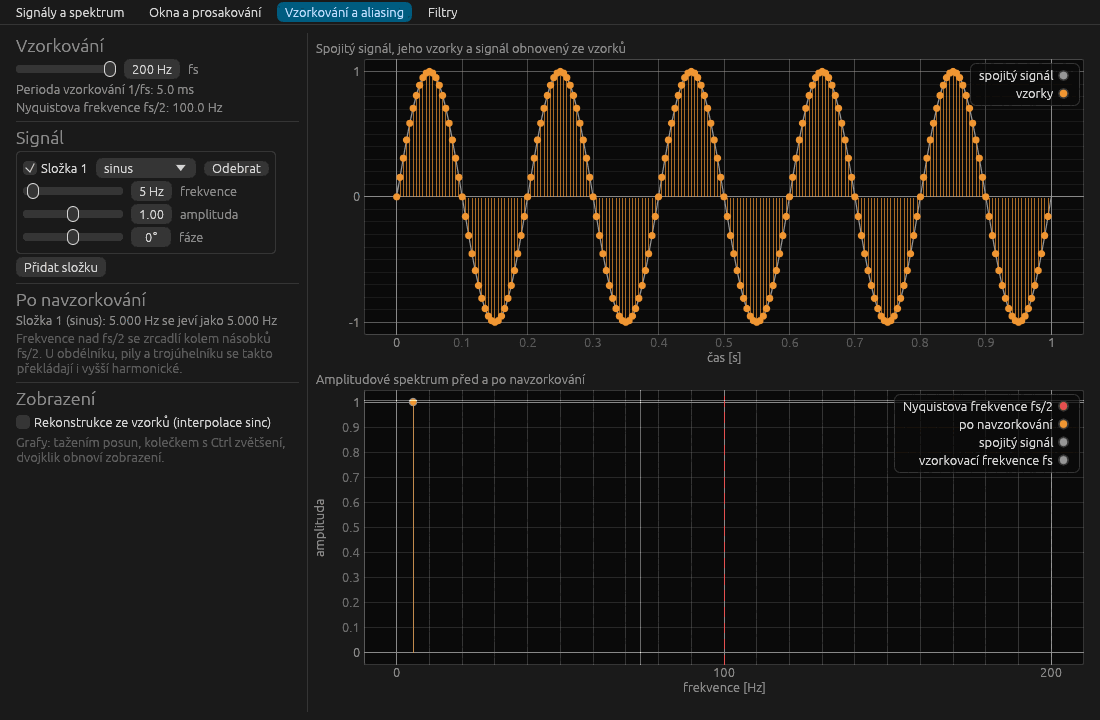 Signály a spektrum Okna a prosakování Vzorkování a aliasing Filtry
Vzorkování
200 Hz fs
Perioda vzorkování 1/fs: 5.0 ms
Nyquistova frekvence fs/2: 100.0 Hz
Signál
Složka 1 sinus Odebrat
5 Hz frekvence
1.00 amplituda
0° fáze
Přidat složku
Po navzorkování
Složka 1 (sinus): 5.000 Hz se jeví jako 5.000 Hz
Frekvence nad fs/2 se zrcadlí kolem násobků
fs/2. U obdélníku, pily a trojúhelníku se takto
překládají i vyšší harmonické.
Zobrazení
Rekonstrukce ze vzorků (interpolace sinc)
Grafy: tažením posun, kolečkem s Ctrl zvětšení,
dvojklik obnoví zobrazení.
Spojitý signál, jeho vzorky a signál obnovený ze vzorků
spojitý signál
vzorky
1
0.5
0
-1
0 0.1 0.2 0.3 0.4 0.5 0.6 0.7 0.8 0.9 1
čas [s]
Amplitudové spektrum před a po navzorkování
Nyquistova frekvence fs/2
po navzorkování
spojitý signál
vzorkovací frekvence fs
1
0.9
0.8
0.7
0.6
0.5
0.4
0.3
0.2
0.1
0
amplituda
0 100 200
frekvence [Hz]